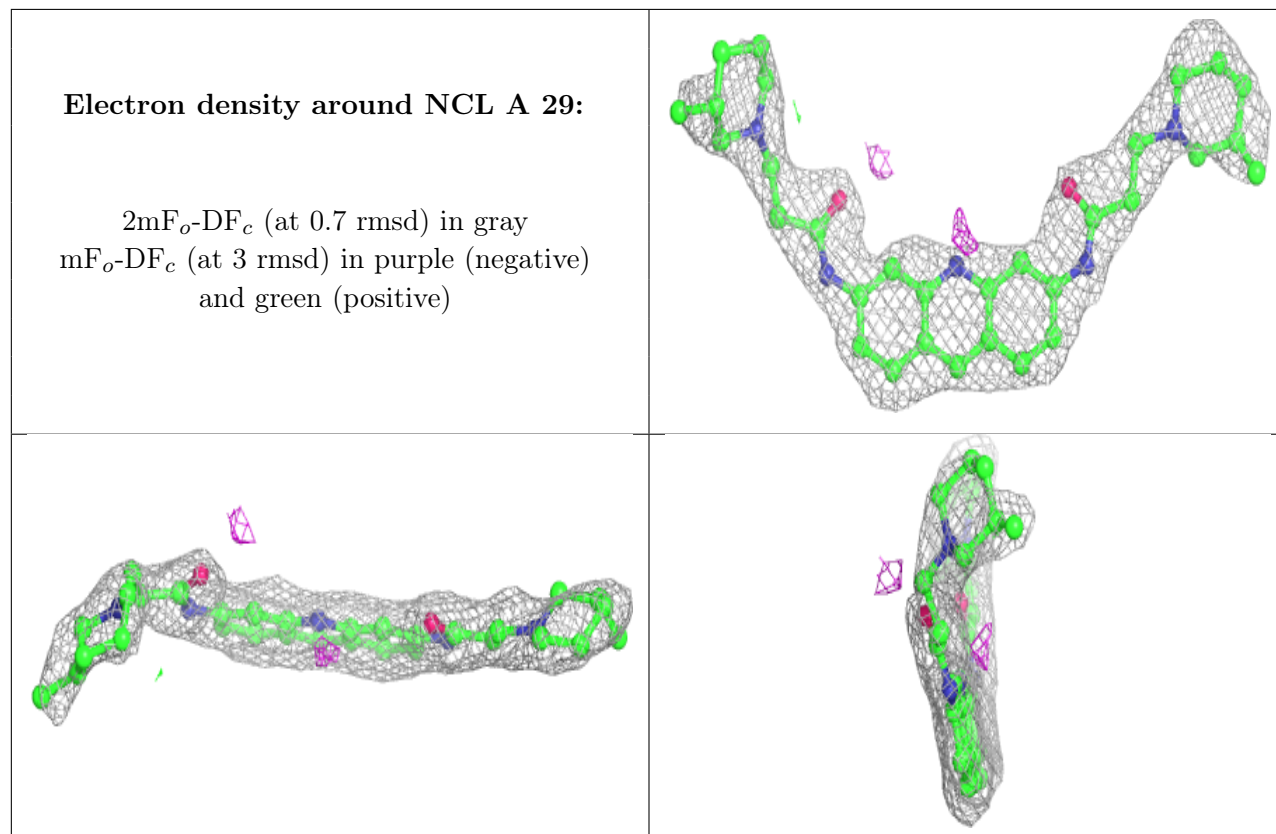 Electron density around NCL A 29:
2mFo-DFc (at 0.7 rmsd) in gray
mFo-DFc (at 3 rmsd) in purple (negative)
and green (positive)